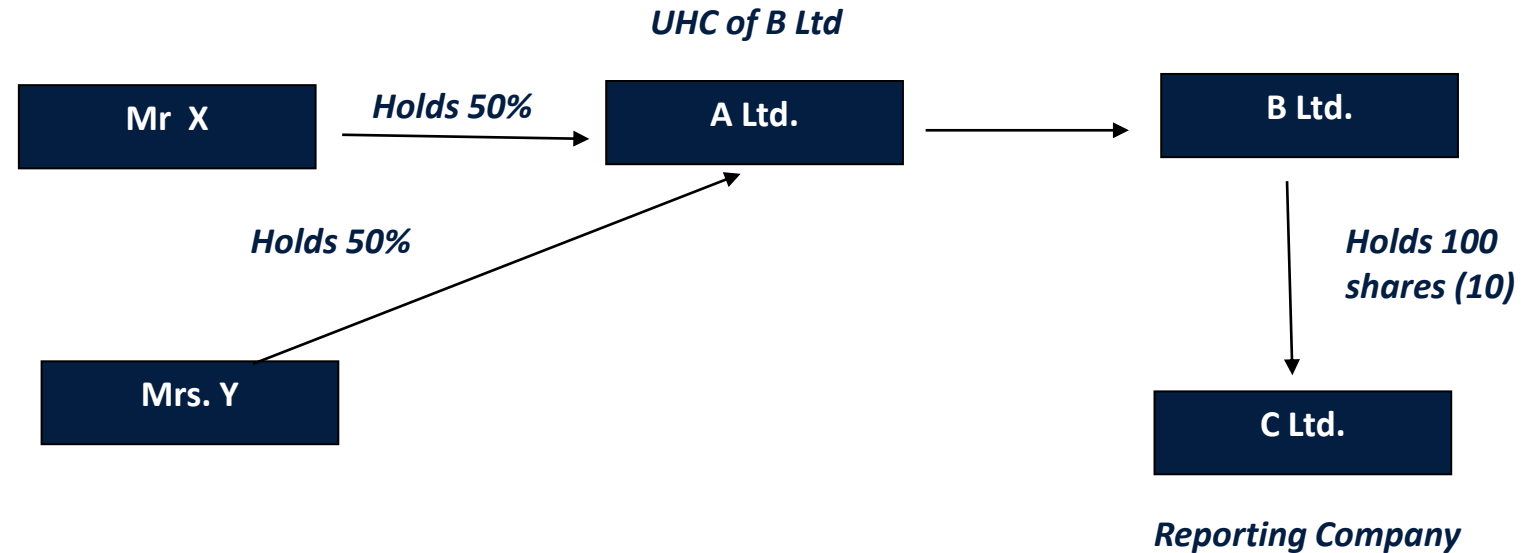 UHC of B Ltd
Mr X
Holds 50%
A Ltd.
B Ltd.
Holds 50%
Holds 100
shares (10)
Mrs. Y
C Ltd.
Reporting Company